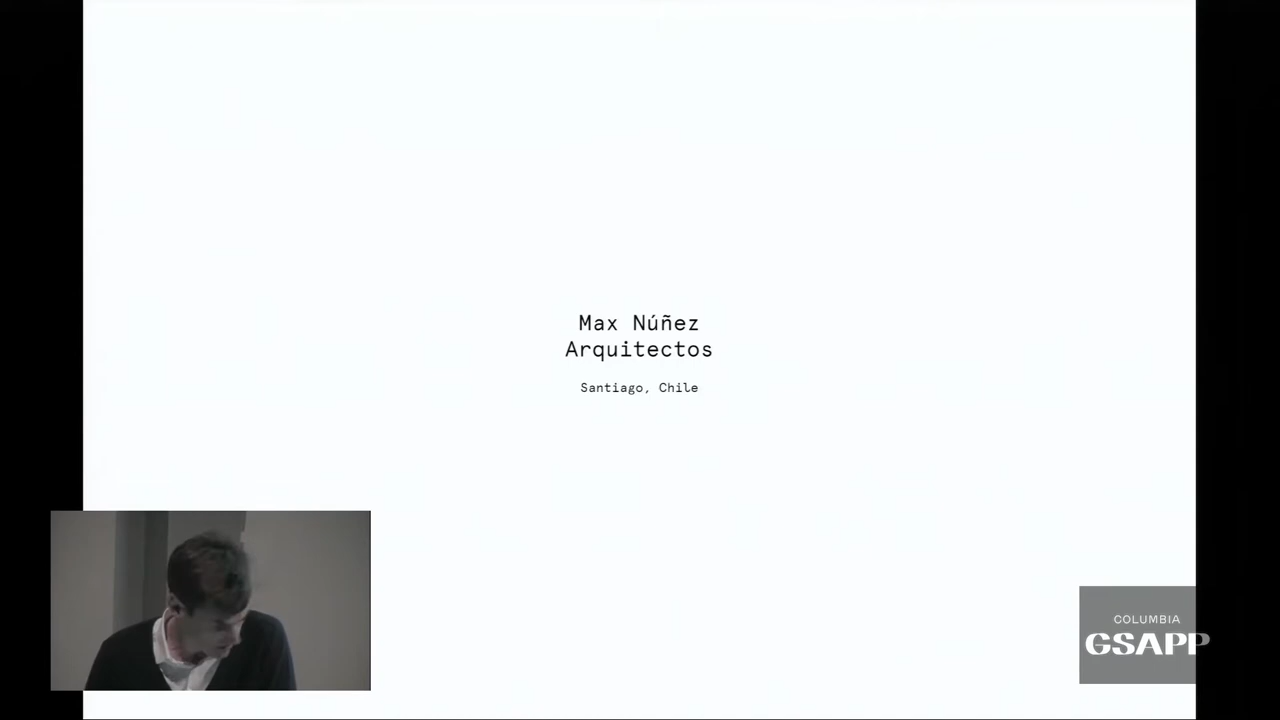 Max Núñez
Arquitectos
Santiago, Chile
COLUMBIA
GSAPP